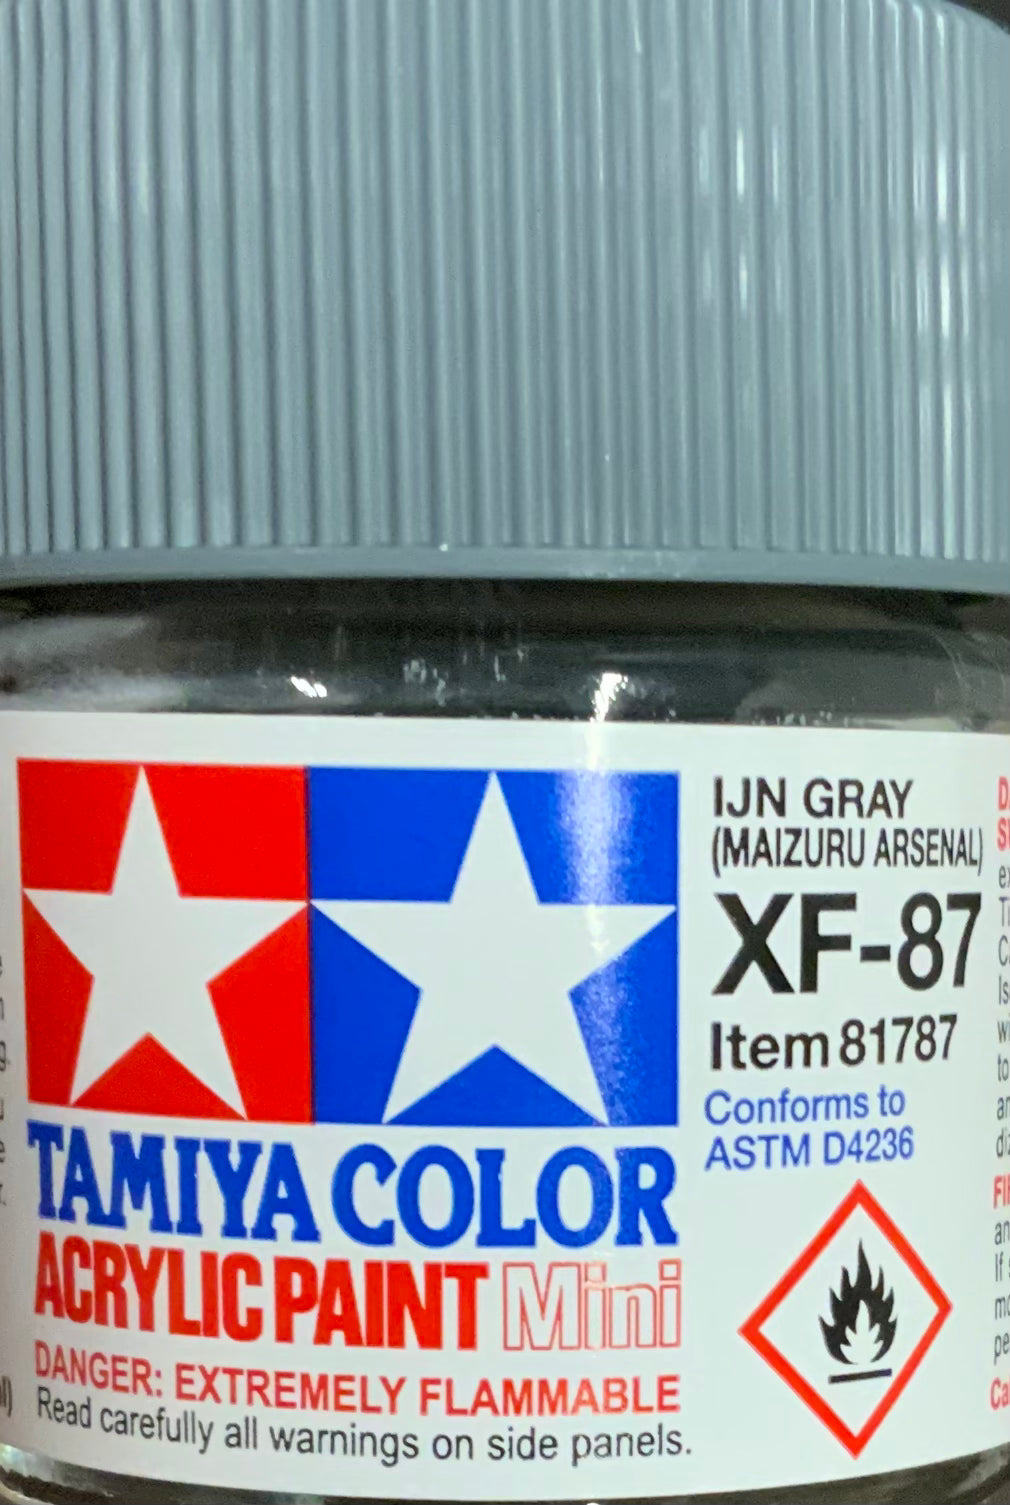 IJN GRAY
(MAIZURU ARSENAL)
XF-87
Item 81787
Conforms to
ASTM D4236
TAMIYA COLOR
ACRYLIC PAINT Mini
DANGER: EXTREMELY FLAMMABLE
Read carefully all warnings on side panels.